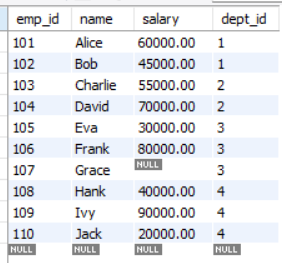 emp_id name salary dept_id
101 Alice 60000.00 1
102 Bob 45000.00 1
103 Charlie 55000.00 2
104 David 70000.00 2
105 Eva 30000.00 3
106 Frank 80000.00 3
107 Grace NULL 3
108 Hank 40000.00 4
109 Ivy 90000.00 4
110 Jack 20000.00 4
NULL NULL NULL NULL